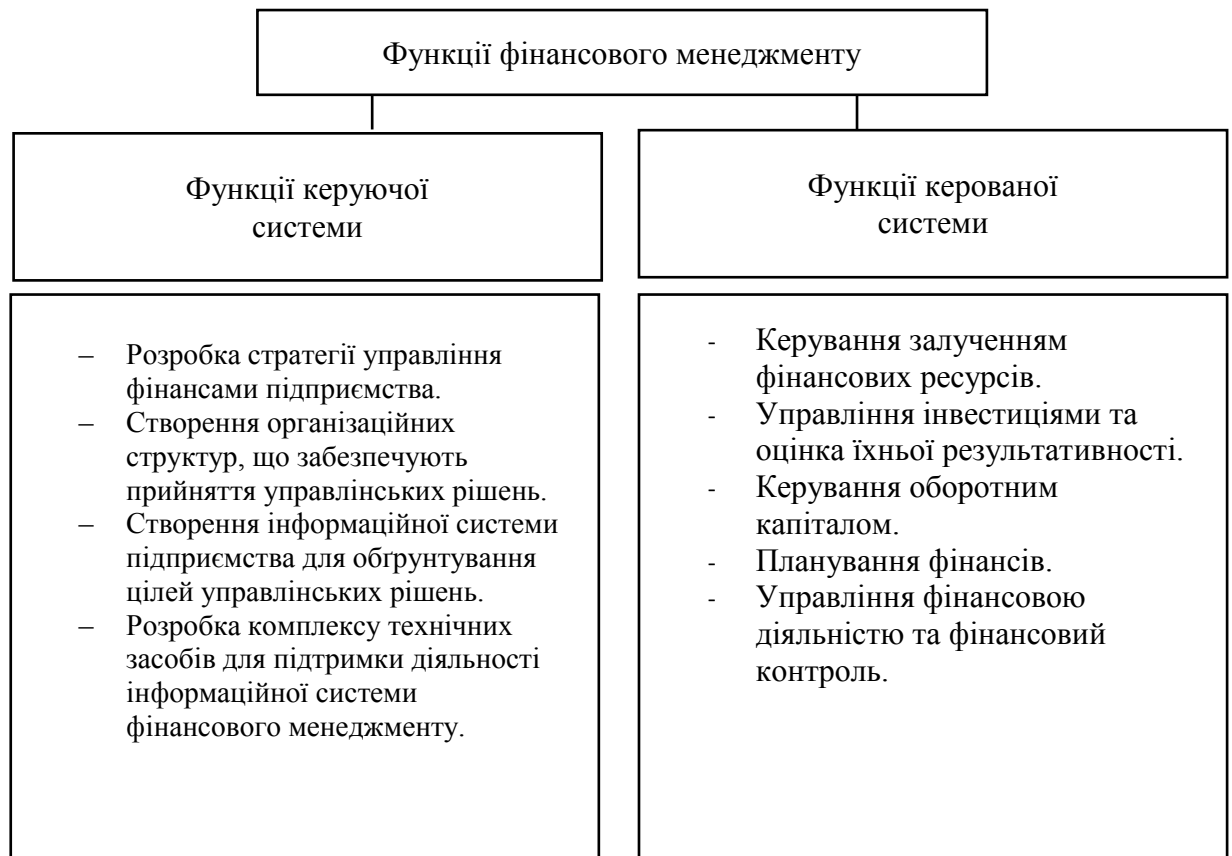 Функції фінансового менеджменту
Функції керуючої
системи
Функції керованої
системи
– Розробка стратегії управління
фінансами підприємства.
– Створення організаційних
структур, що забезпечують
прийняття управлінських рішень.
– Створення інформаційної системи
підприємства для обґрунтування
цілей управлінських рішень.
– Розробка комплексу технічних
засобів для підтримки діяльності
інформаційної системи
фінансового менеджменту.
- Керування залученням
фінансових ресурсів.
- Управління інвестиціями та
оцінка їхньої результативності.
- Керування оборотним
капіталом.
- Планування фінансів.
- Управління фінансовою
діяльністю та фінансовий
контроль.